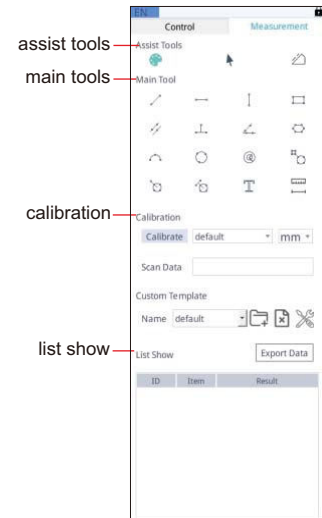 EN
Control Measurement
assist tools Assist Tools
main tools Main Tool
T
calibration Calibration
Calibrate default mm
Scan Data
Custom Template
Name default
list show List Show Export Data
ID Item Result